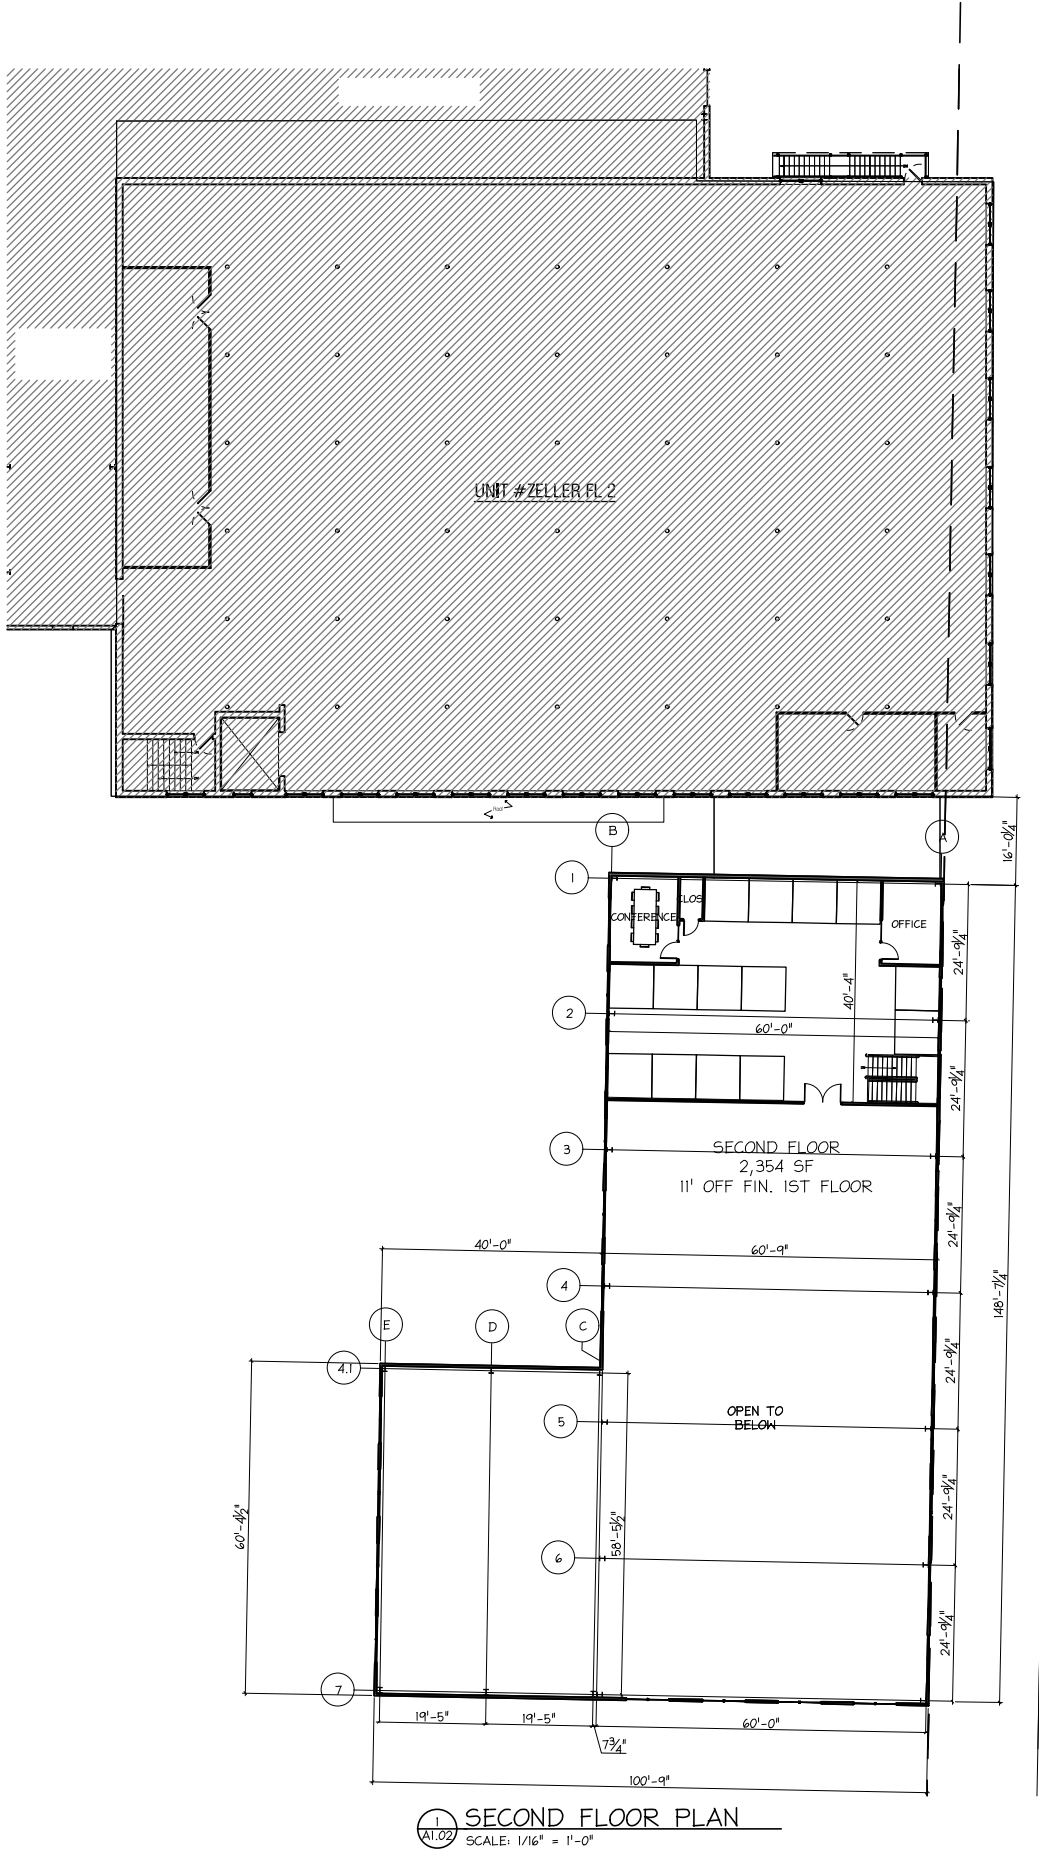 UNIT #ZELLER FL 2
Roof
B
A
16'-0¼"
1
CLOS
CONFERENCE
OFFICE
24'-9¼"
40'-4"
2
60'-0"
24'-9¼"
3
SECOND FLOOR
2,354 SF
11' OFF FIN. 1ST FLOOR
24'-9¼"
40'-0"
60'-9"
4
148'-7¼"
E
D
C
4.1
24'-9¼"
OPEN TO
BELOW
5
60'-4½"
58'-5½"
24'-9¼"
6
24'-9¼"
7
19'-5"
19'-5"
60'-0"
7¾"
100'-9"
1
A1.02
SECOND FLOOR PLAN
SCALE: 1/16" = 1'-0"